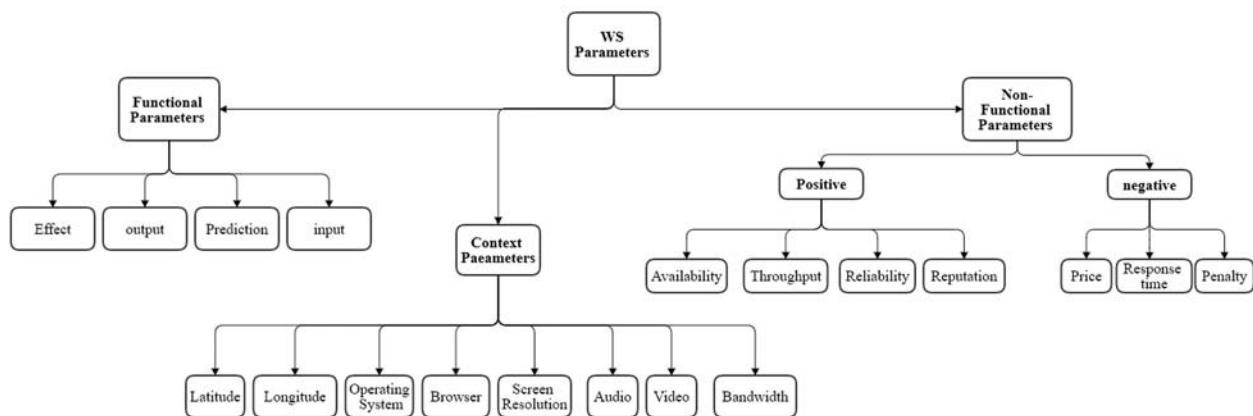 WS
Parameters
Functional
Parameters
Non-
Functional
Parameters
Positive
negative
Effect
output
Prediction
input
Context
Paeameters
Availability
Throughput
Reliability
Reputation
Price
Response
time
Penalty
Latitude
Longitude
Operating
System
Browser
Screen
Resolution
Audio
Video
Bandwidth